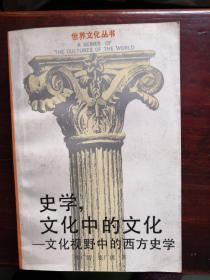 世界文化丛书
A SERIES OF
THE CULTURES OF THE WORLD
史学，
文化中的文化
—文化视野中的西方史学